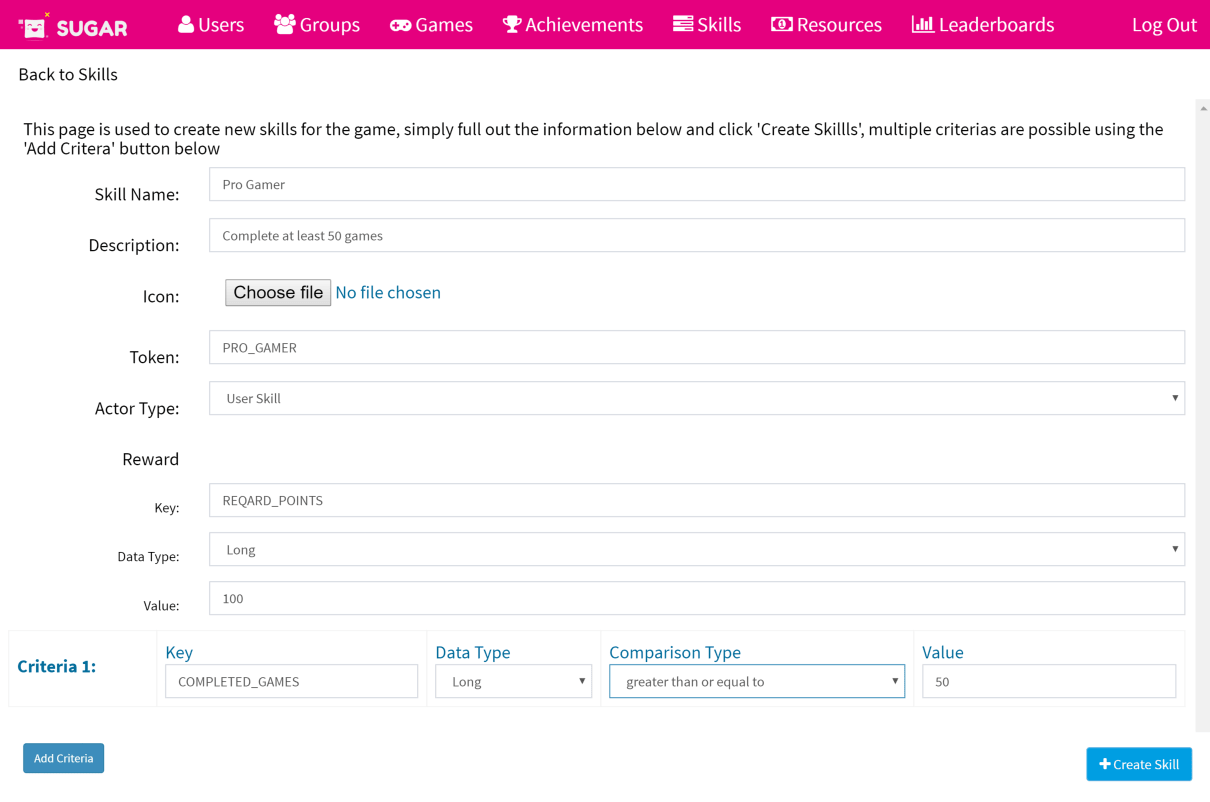 SUGAR Users Groups Games Achievements Skills Resources Leaderboards Log Out
Back to Skills
This page is used to create new skills for the game, simply full out the information below and click 'Create Skillls', multiple criterias are possible using the
'Add Critera' button below
Skill Name: Pro Gamer
Description: Complete at least 50 games
Icon: Choose file No file chosen
Token: PRO_GAMER
Actor Type: User Skill
Reward
Key: REQARD_POINTS
Data Type: Long
Value: 100
Key Data Type Comparison Type Value
Criteria 1: COMPLETED_GAMES Long greater than or equal to 50
Add Criteria
Create Skill